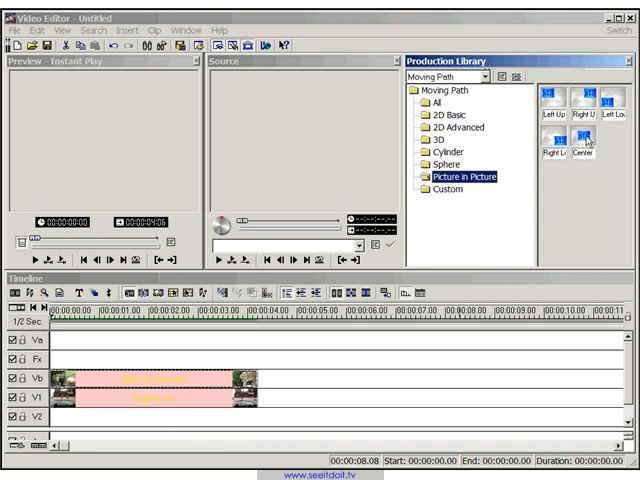 Video Editor - Untitled
File Edit View Search Insert Clip Window Help Switch
Preview - Instant Play
Source
Production Library
Moving Path
Moving Path
All
2D Basic
2D Advanced
3D
Cylinder
Sphere
Picture in Picture
Custom
Left Up Right U Left Lo
Right L Center
00:00:00:00 00:00:04:06
Timeline
1/2 Sec.
00:00:00.00 00:00:01.00 00:00:02.00 00:00:03.00 00:00:04.00 00:00:05.00 00:00:06.00 00:00:07.00 00:00:08.00 00:00:09.00 00:00:10.00 00:00:11
Va
Fx
Vb
V1
V2
00:00:08.08 Start: 00:00:00.00 End: 00:00:00.00 Duration: 00:00:00.00
www.seeitdoit.tv